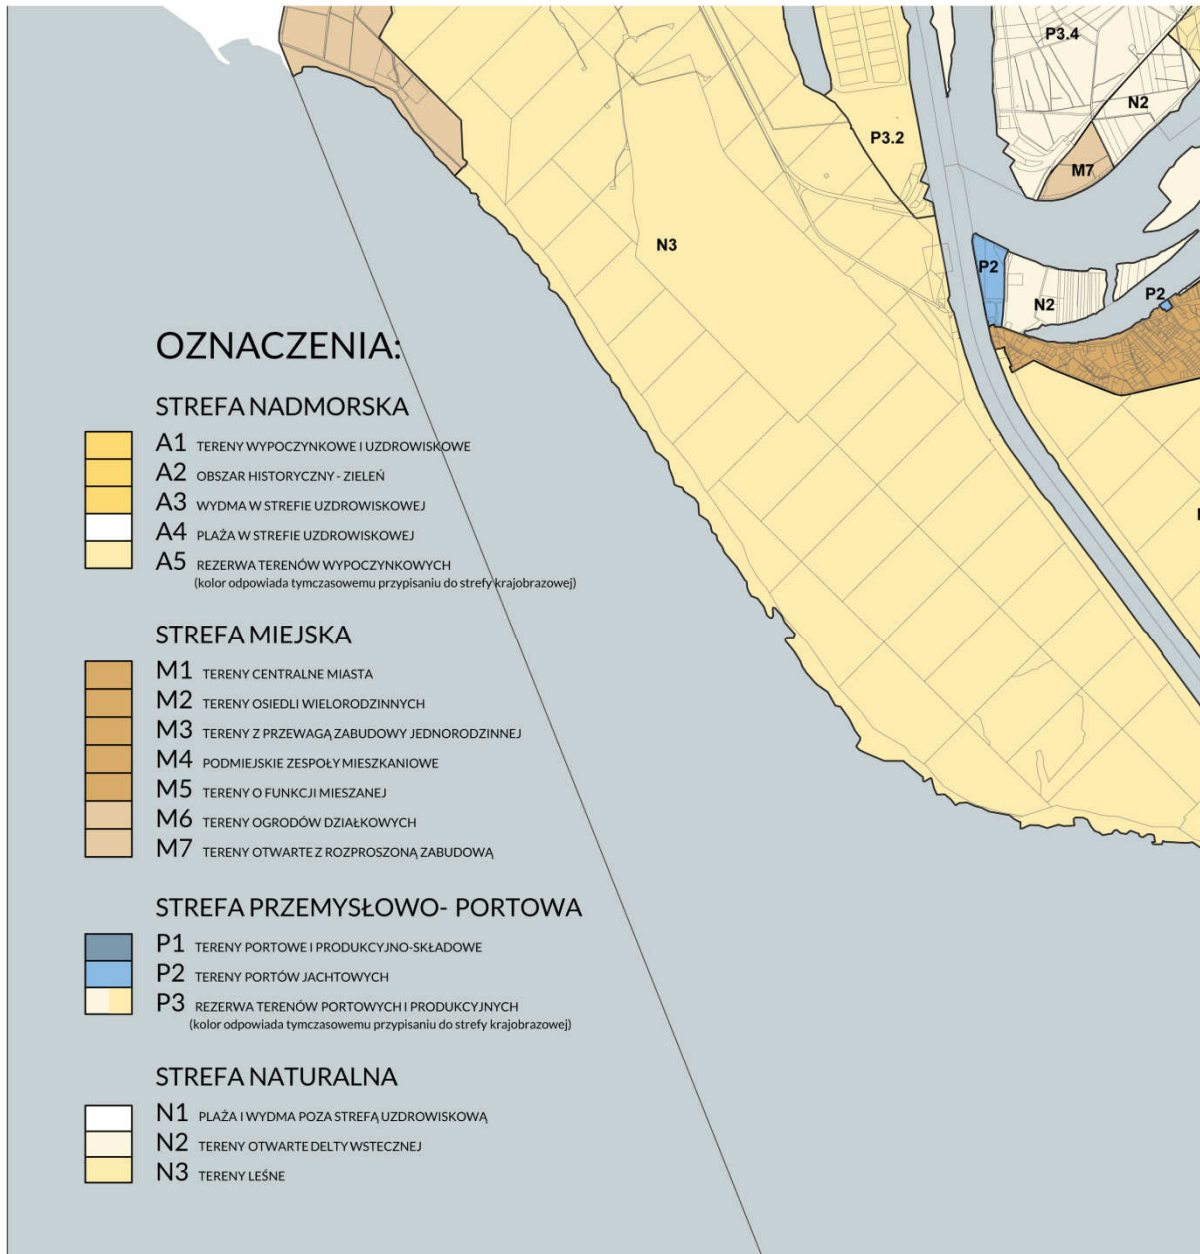 P3.4
N2
P3.2
M7
N3
P2
N2
P2
OZNACZENIA:
STREFA NADMORSKA
A1 TERENY WYPOCZYNKOWE I UZDROWISKOWE
A2 OBSZAR HISTORYCZNY - ZIELEŃ
A3 WYDMA W STREFIE UZDROWISKOWEJ
A4 PLAŻA W STREFIE UZDROWISKOWEJ
A5 REZERWA TERENÓW WYPOCZYNKOWYCH
(kolor odpowiada tymczasowemu przypisaniu do strefy krajobrazowej)
STREFA MIEJSKA
M1 TERENY CENTRALNE MIASTA
M2 TERENY OSIEDLI WIELORODZINNYCH
M3 TERENY Z PRZEWAGĄ ZABUDOWY JEDNORODZINNEJ
M4 PODMIEJSKIE ZESPOŁY MIESZKANIOWE
M5 TERENY O FUNKCJI MIESZANEJ
M6 TERENY OGRODÓW DZIAŁKOWYCH
M7 TERENY OTWARTE Z ROZPROSZONĄ ZABUDOWĄ
STREFA PRZEMYSŁOWO- PORTOWA
P1 TERENY PORTOWE I PRODUKCYJNO-SKŁADOWE
P2 TERENY PORTÓW JACHTOWYCH
P3 REZERWA TERENÓW PORTOWYCH I PRODUKCYJNYCH
(kolor odpowiada tymczasowemu przypisaniu do strefy krajobrazowej)
STREFA NATURALNA
N1 PLAŻA I WYDMA POZA STREFĄ UZDROWISKOWĄ
N2 TERENY OTWARTE DELTY WSTECZNEJ
N3 TERENY LEŚNE